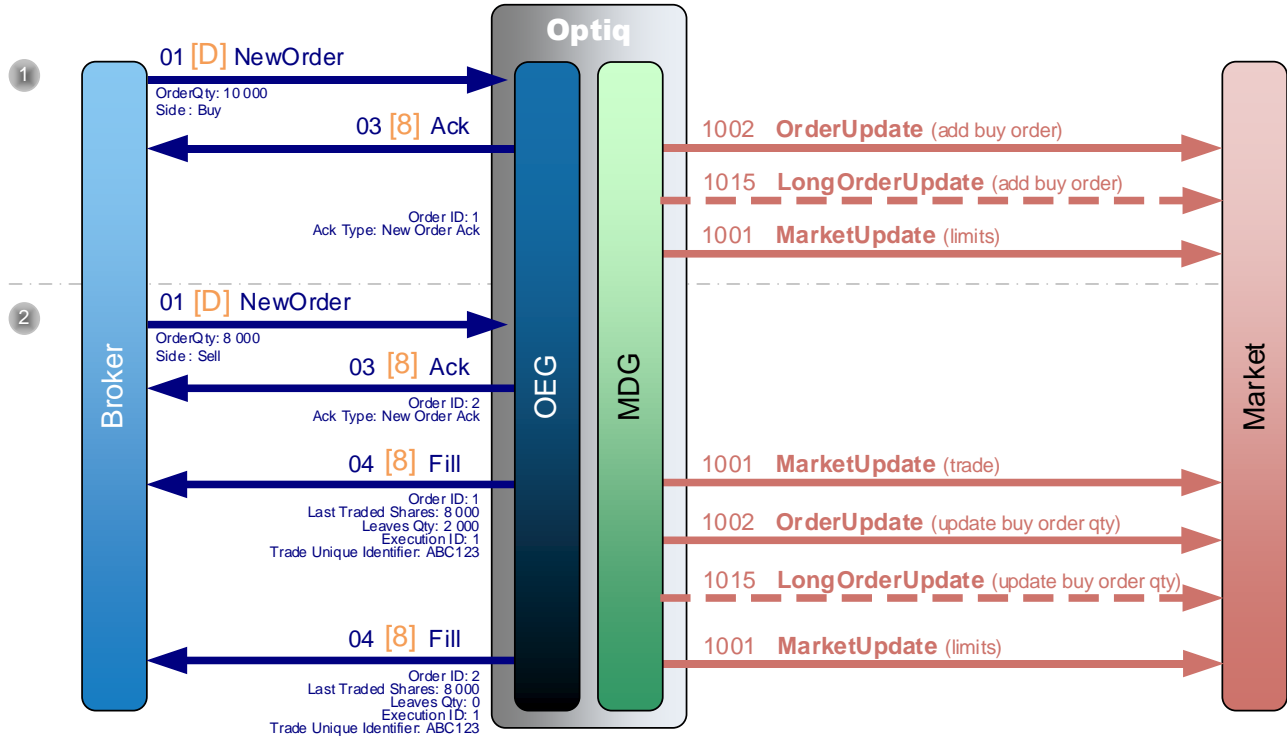 Optiq
1
01 [D] NewOrder
OrderQty: 10 000
Side : Buy
03 [8] Ack
Order ID: 1
Ack Type: New Order Ack
1002 OrderUpdate (add buy order)
1015 LongOrderUpdate (add buy order)
1001 MarketUpdate (limits)
2
01 [D] NewOrder
OrderQty: 8 000
Side : Sell
03 [8] Ack
Order ID: 2
Ack Type: New Order Ack
Broker
OEG
MDG
Market
04 [8] Fill
Order ID: 1
Last Traded Shares: 8 000
Leaves Qty: 2 000
Execution ID: 1
Trade Unique Identifier: ABC123
1001 MarketUpdate (trade)
1002 OrderUpdate (update buy order qty)
1015 LongOrderUpdate (update buy order qty)
04 [8] Fill
Order ID: 2
Last Traded Shares: 8 000
Leaves Qty: 0
Execution ID: 1
Trade Unique Identifier: ABC123
1001 MarketUpdate (limits)